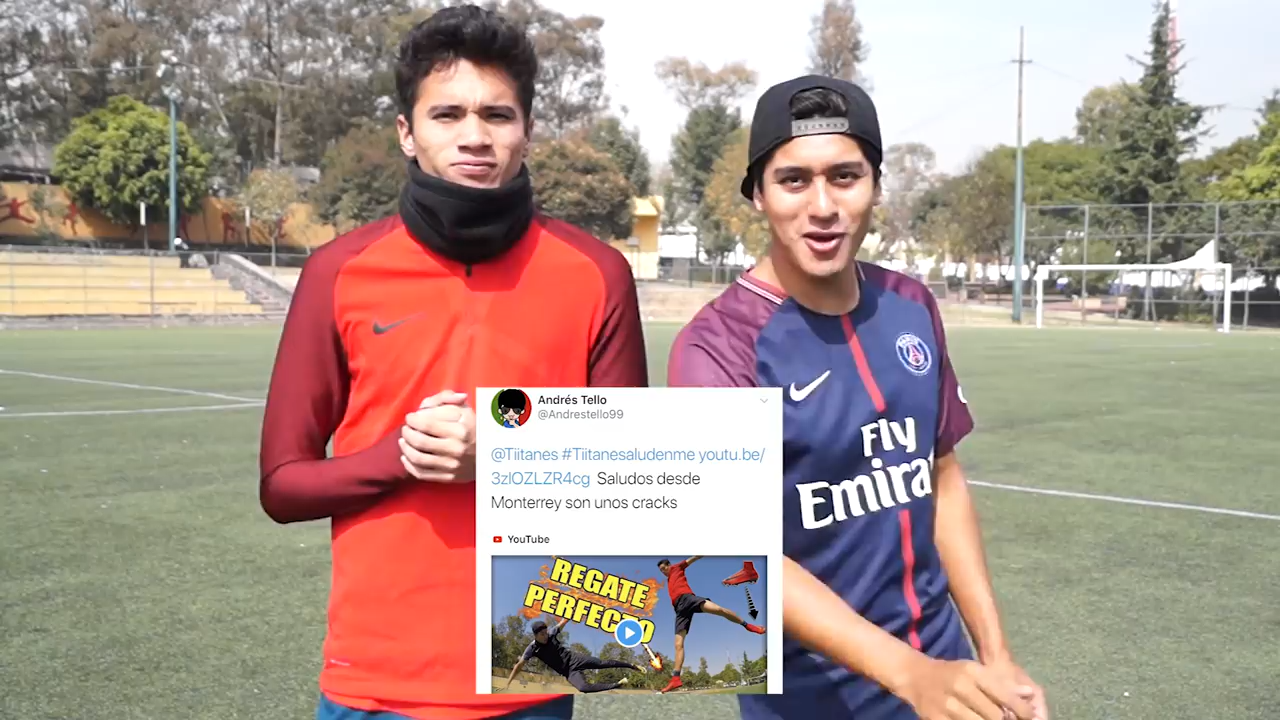 Andrés Tello
@Andrestello99
@Tiitanes #Tiitanesaludenme youtu.be/
3zlOZLZR4cg Saludos desde
Monterrey son unos cracks
YouTube
REGATE
PERFECTO
PARIS
Fly
Emira